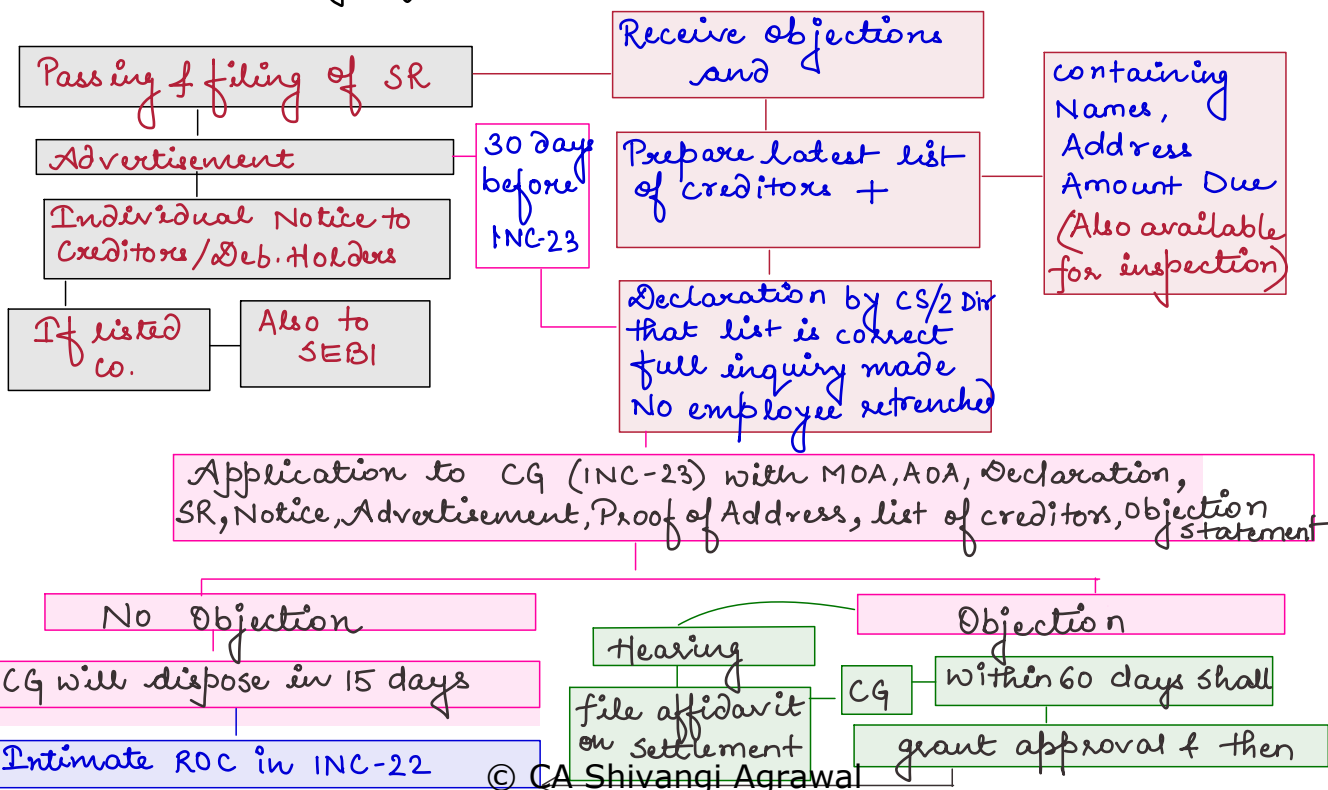 Passing & filing of SR
Advertisement
Individual Notice to
Creditors/Deb. Holders
If listed
co.
Also to
SEBI
30 days
before
INC-23
Receive objections
and
Prepare latest list
of creditors +
containing
Names,
Address
Amount Due
(Also available
for inspection)
Declaration by CS/2 Dir
that list is correct
full inquiry made
No employee retrenched
Application to CG (INC-23) with MOA, AOA, Declaration,
SR, Notice, Advertisement, Proof of Address, list of creditors, Objection
statement
No Objection
CG will dispose in 15 days
Intimate ROC in INC-22
Objection
Hearing
file affidavit
on settlement
CG
within 60 days shall
grant approval & then
© CA Shivangi Agrawal